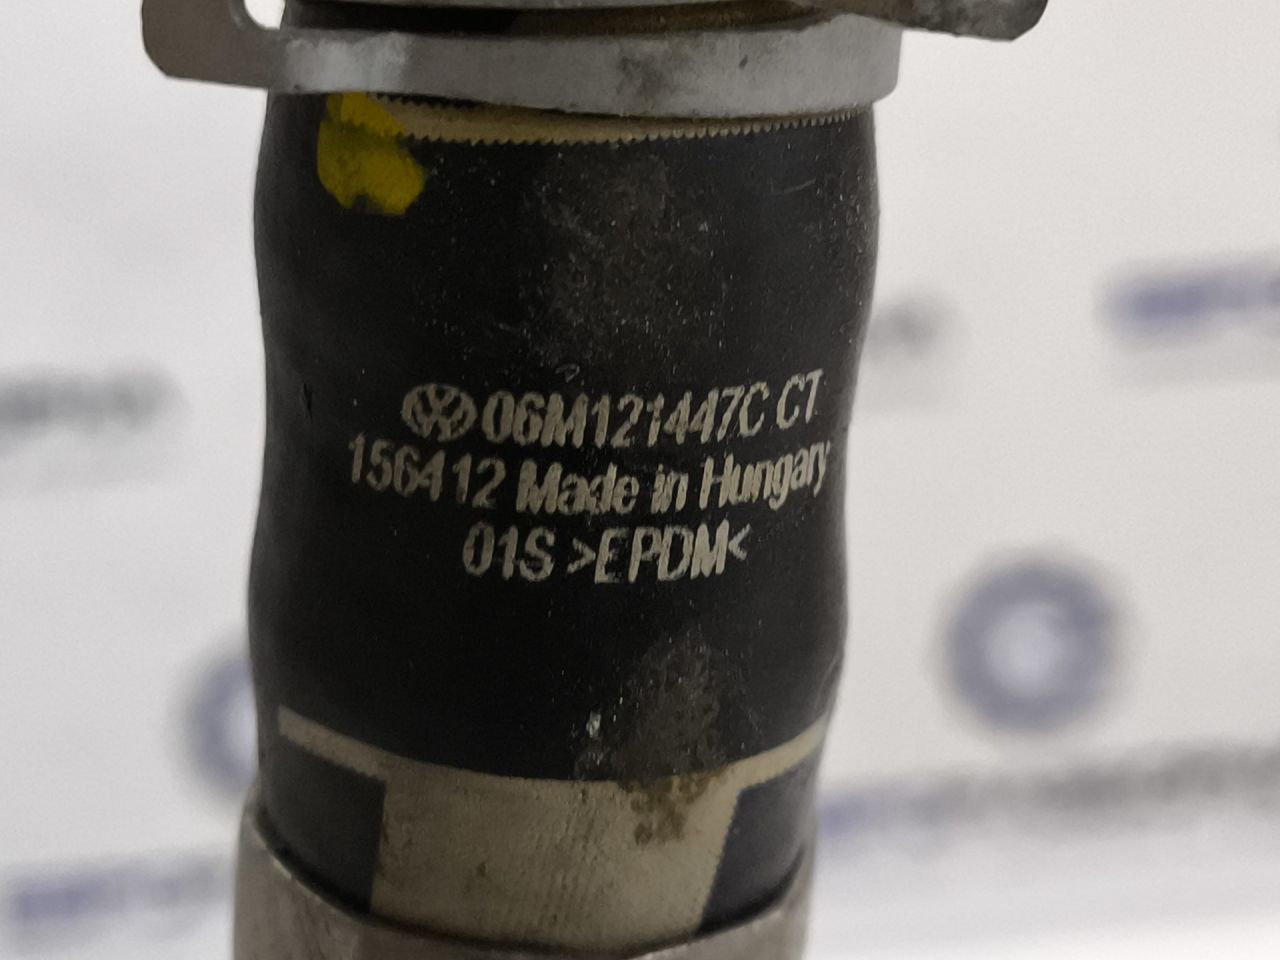 06M121447C CT
156412 Made in Hungary
01S >EPDM<